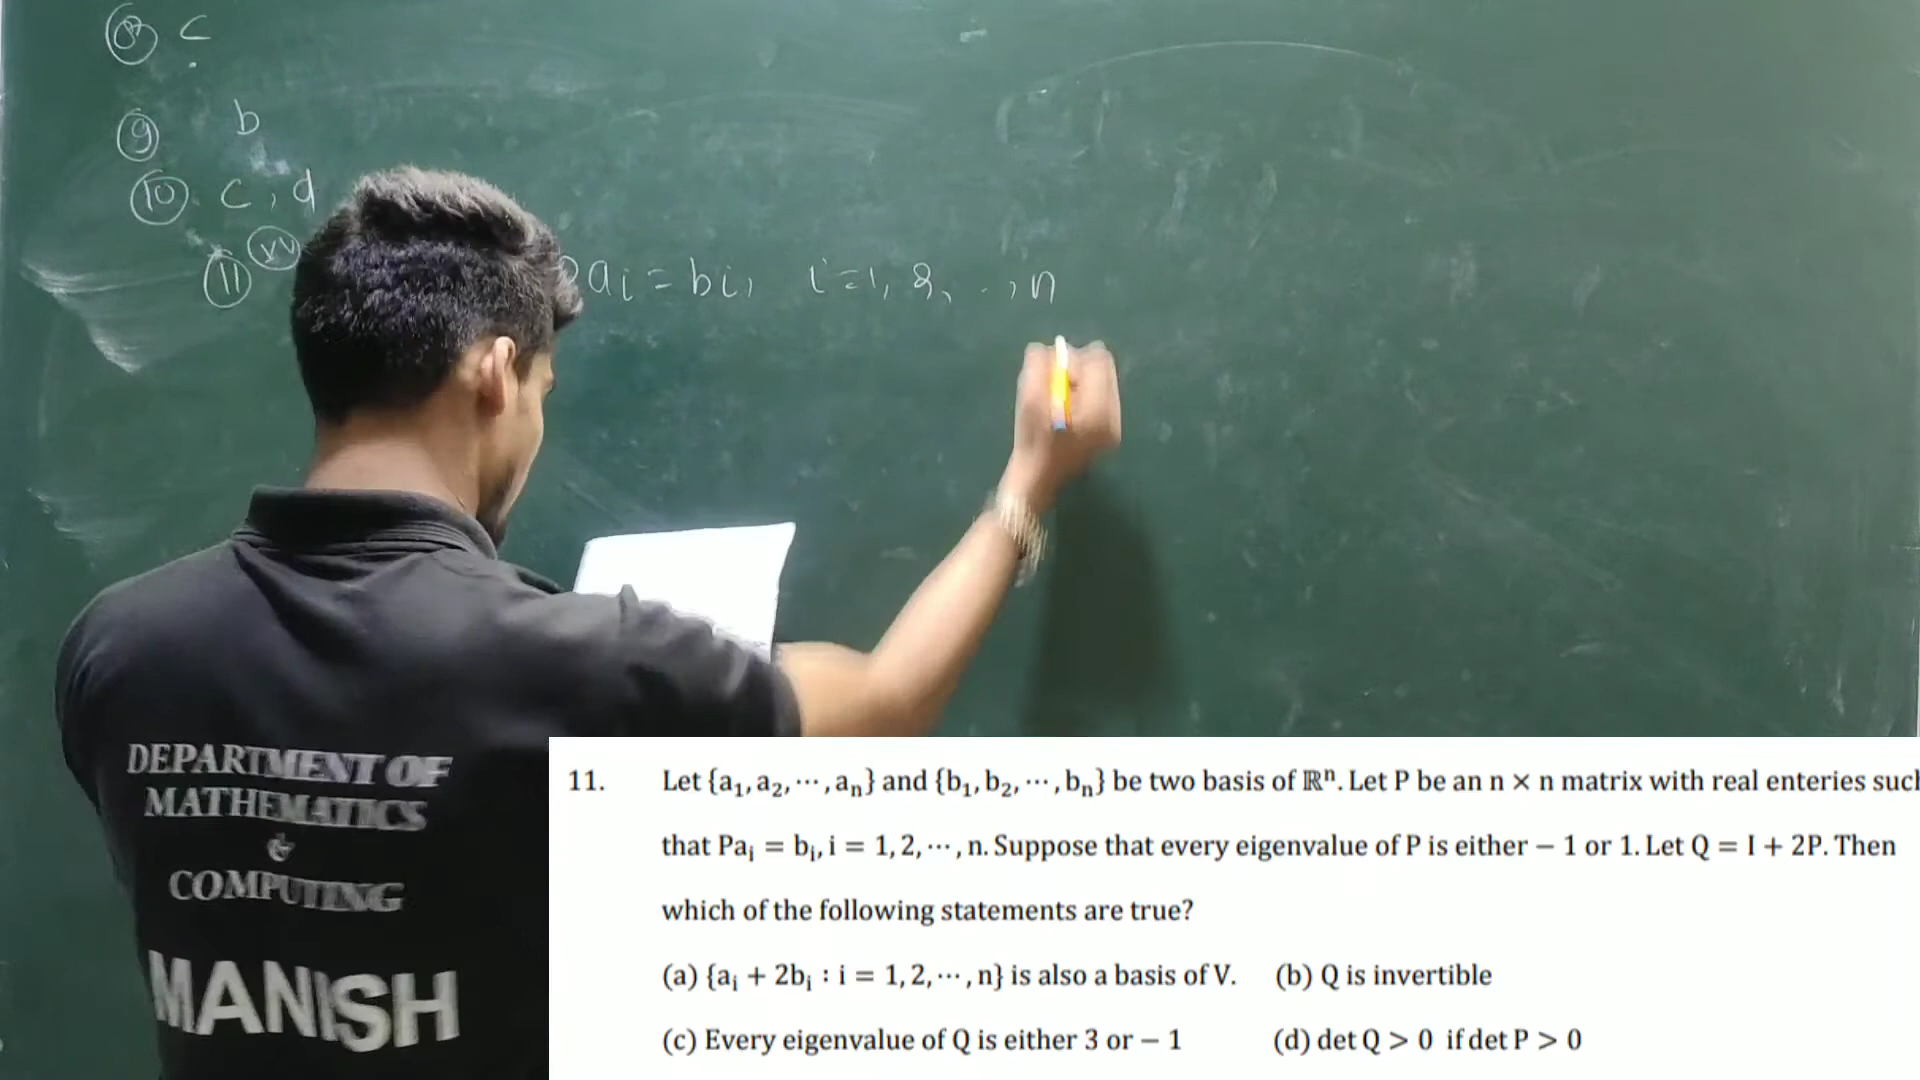 8 c
9 b
10 c, d
11 xv ai = bi, i=1, 2, .., n
DEPARTMENT OF
MATHEMATICS
&
COMPUTING
MANISH
11. Let {a₁, a₂, ⋯, aₙ} and {b₁, b₂, ⋯, bₙ} be two basis of ℝⁿ. Let P be an n × n matrix with real enteries such
that Paᵢ = bᵢ, i = 1, 2, ⋯, n. Suppose that every eigenvalue of P is either − 1 or 1. Let Q = I + 2P. Then
which of the following statements are true?
(a) {aᵢ + 2bᵢ : i = 1, 2, ⋯, n} is also a basis of V. (b) Q is invertible
(c) Every eigenvalue of Q is either 3 or − 1 (d) det Q > 0 if det P > 0